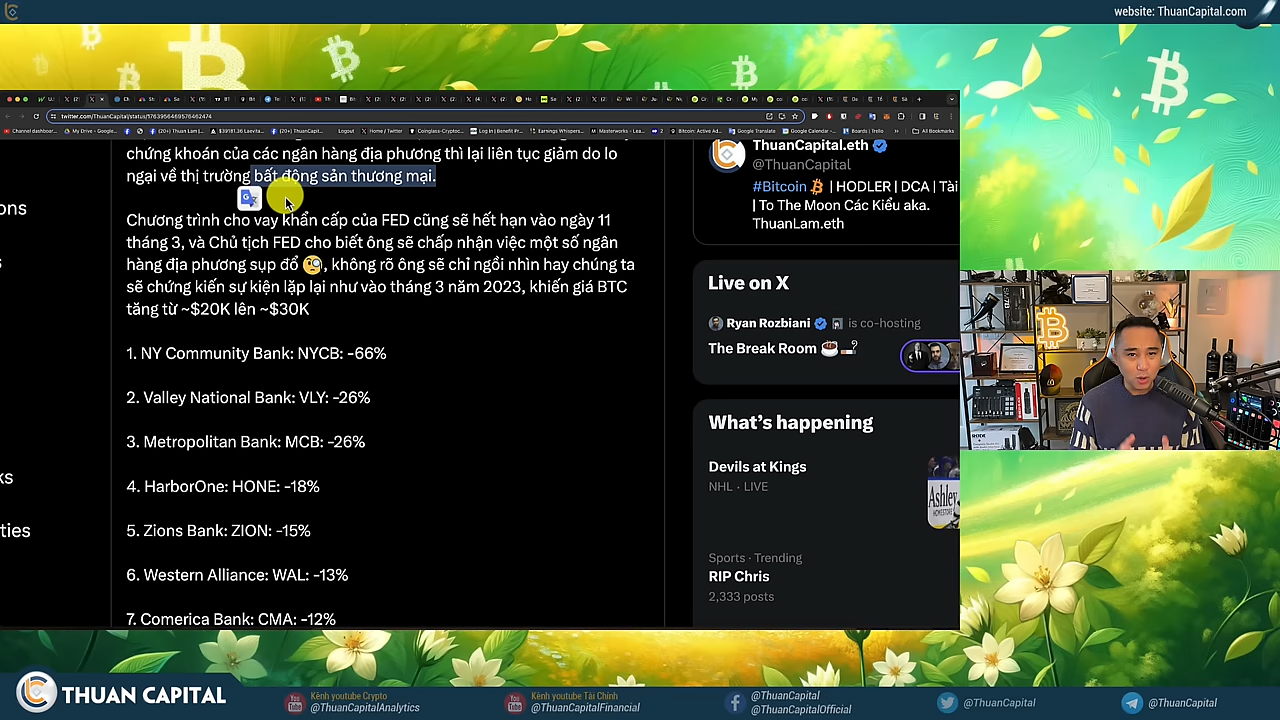 website: ThuanCapital.com
twitter.com/ThuanCapital/status/1763956469576462474
All Bookmarks
chứng khoán của các ngân hàng địa phương thì lại liên tục giảm do lo
ngại về thị trường bất động sản thương mại.
Chương trình cho vay khẩn cấp của FED cũng sẽ hết hạn vào ngày 11
tháng 3, và Chủ tịch FED cho biết ông sẽ chấp nhận việc một số ngân
hàng địa phương sụp đổ 🧐, không rõ ông sẽ chỉ ngồi nhìn hay chúng ta
sẽ chứng kiến sự kiện lặp lại như vào tháng 3 năm 2023, khiến giá BTC
tăng từ ~$20K lên ~$30K
1. NY Community Bank: NYCB: -66%
2. Valley National Bank: VLY: -26%
3. Metropolitan Bank: MCB: -26%
4. HarborOne: HONE: -18%
5. Zions Bank: ZION: -15%
6. Western Alliance: WAL: -13%
7. Comerica Bank: CMA: -12%
ThuanCapital.eth
@ThuanCapital
#Bitcoin | HODLER | DCA | Tài
| To The Moon Các Kiểu aka.
ThuanLam.eth
Live on X
Ryan Rozbiani is co-hosting
The Break Room ☕🚬
What's happening
Devils at Kings
NHL · LIVE
Ashley
HOMESTORE
Sports · Trending
RIP Chris
2,333 posts
THUAN CAPITAL
Kênh youtube Crypto
@ThuanCapitalAnalytics
Kênh youtube Tài Chính
@ThuanCapitalFinancial
@ThuanCapital
@ThuanCapitalOfficial
@ThuanCapital
@ThuanCapital